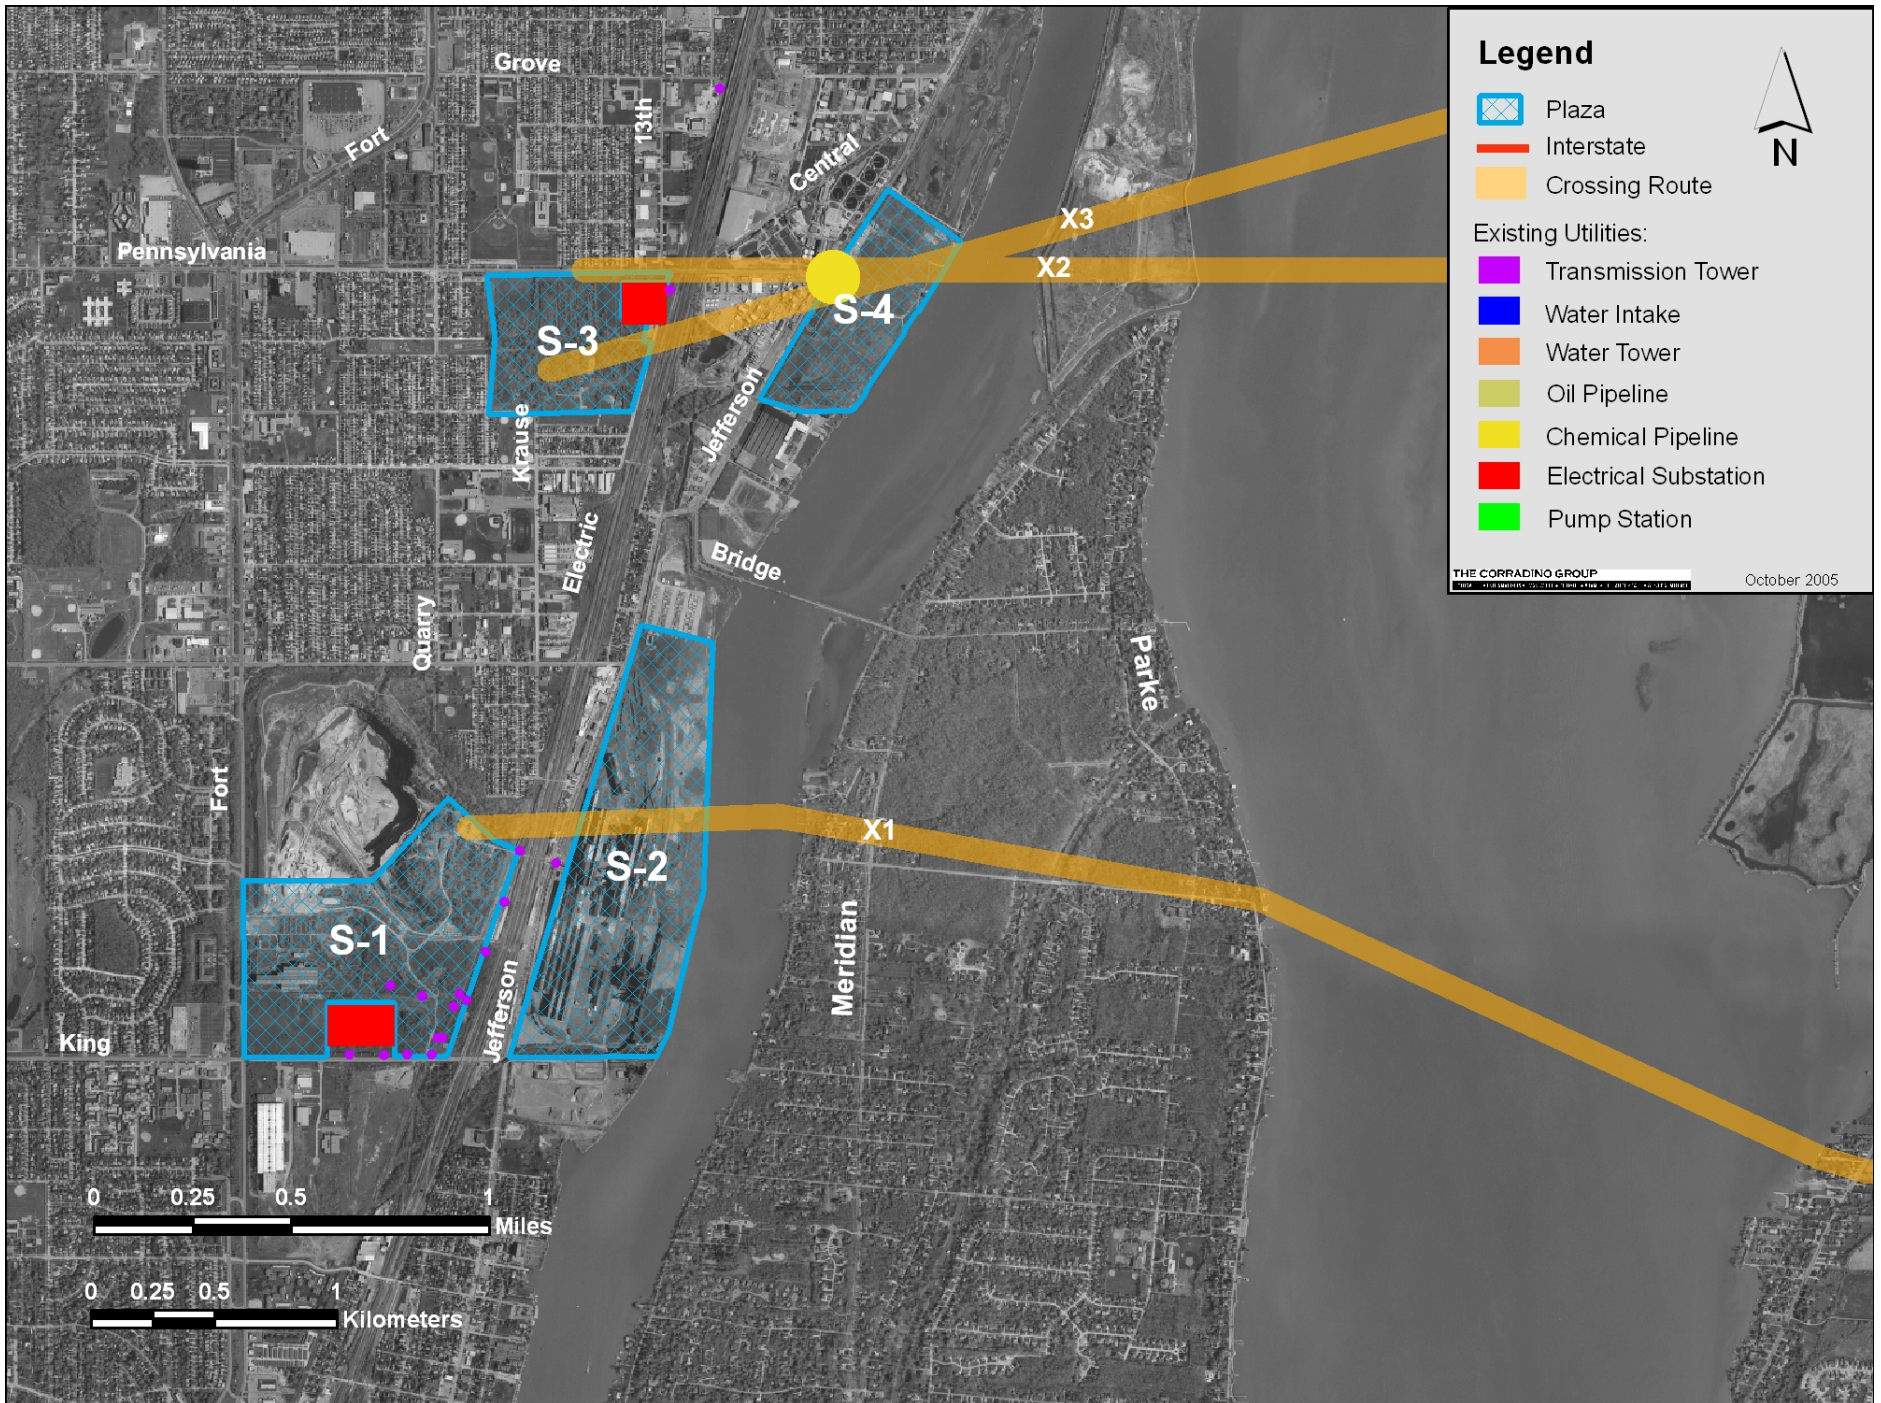 Legend
Plaza
Interstate
Crossing Route
N
Existing Utilities:
Transmission Tower
Water Intake
Water Tower
Oil Pipeline
Chemical Pipeline
Electrical Substation
Pump Station
THE CORRADINO GROUP
October 2005
Grove
13th
Fort
Central
Pennsylvania
X3
X2
S-4
S-3
Jefferson
Krause
Electric
Bridge
Quarry
Parke
Fort
X1
S-2
S-1
Meridian
Jefferson
King
0 0.25 0.5 1
Miles
0 0.25 0.5 1
Kilometers